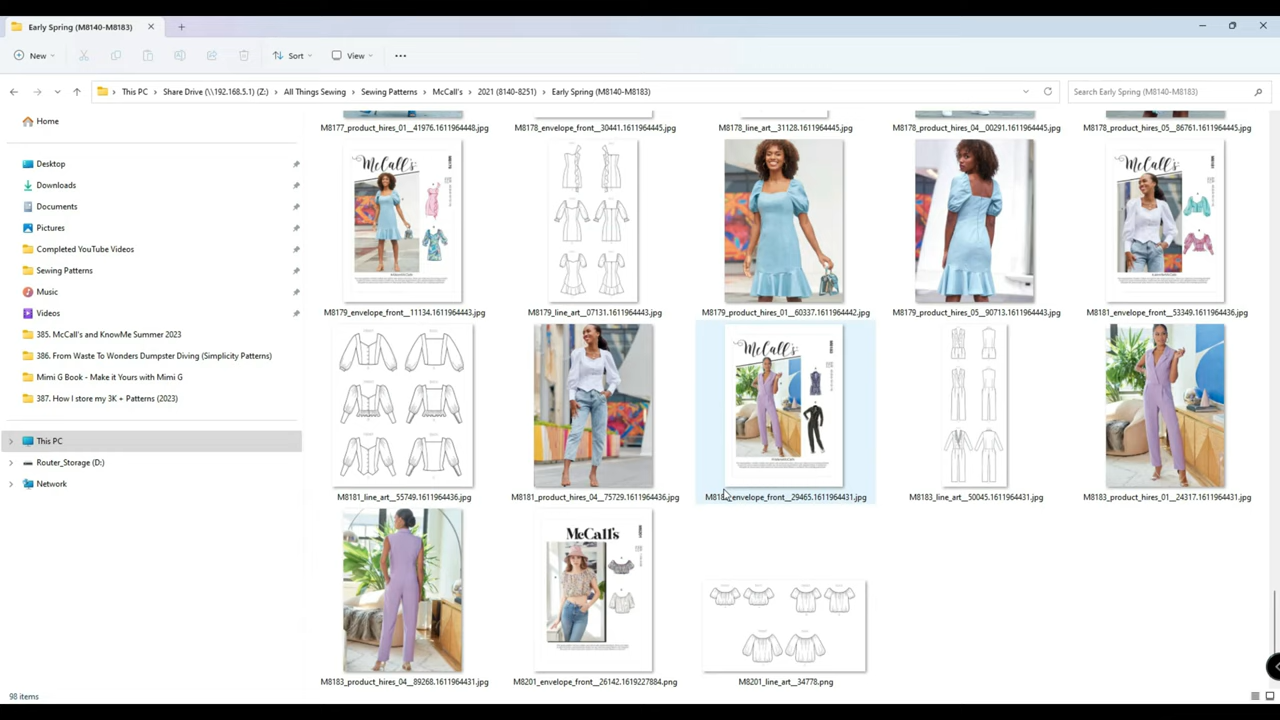 Early Spring (M8140-M8183)
New
Sort
View
This PC
Share Drive (\\192.168.5.1) (Z:)
All Things Sewing
Sewing Patterns
McCall's
2021 (8140-8251)
Early Spring (M8140-M8183)
Search Early Spring (M8140-M8183)
Home
Desktop
Downloads
Documents
Pictures
Completed YouTube Videos
Sewing Patterns
Music
Videos
385. McCall's and KnowMe Summer 2023
386. From Waste To Wonders Dumpster Diving (Simplicity Patterns)
Mimi G Book - Make it Yours with Mimi G
387. How I store my 3K + Patterns (2023)
This PC
Router_Storage (D:)
Network
M8177_product_hires_01__41976.1611964448.jpg
M8178_envelope_front__30441.1611964445.jpg
M8178_line_art__31128.1611964445.jpg
M8178_product_hires_04__00291.1611964445.jpg
M8178_product_hires_05__86761.1611964445.jpg
McCall's
McCall's
M8179_envelope_front__11134.1611964443.jpg
M8179_line_art__07131.1611964443.jpg
M8179_product_hires_01__60337.1611964442.jpg
M8179_product_hires_05__90713.1611964443.jpg
M8181_envelope_front__53349.1611964436.jpg
McCall's
M8181_line_art__55749.1611964436.jpg
M8181_product_hires_04__75729.1611964436.jpg
envelope_front__29465.1611964431.jpg
M8183_line_art__50045.1611964431.jpg
M8183_product_hires_01__24317.1611964431.jpg
McCall's
M8183_product_hires_04__89268.1611964431.jpg
M8201_envelope_front__26142.1619227884.png
M8201_line_art__34778.png
98 items